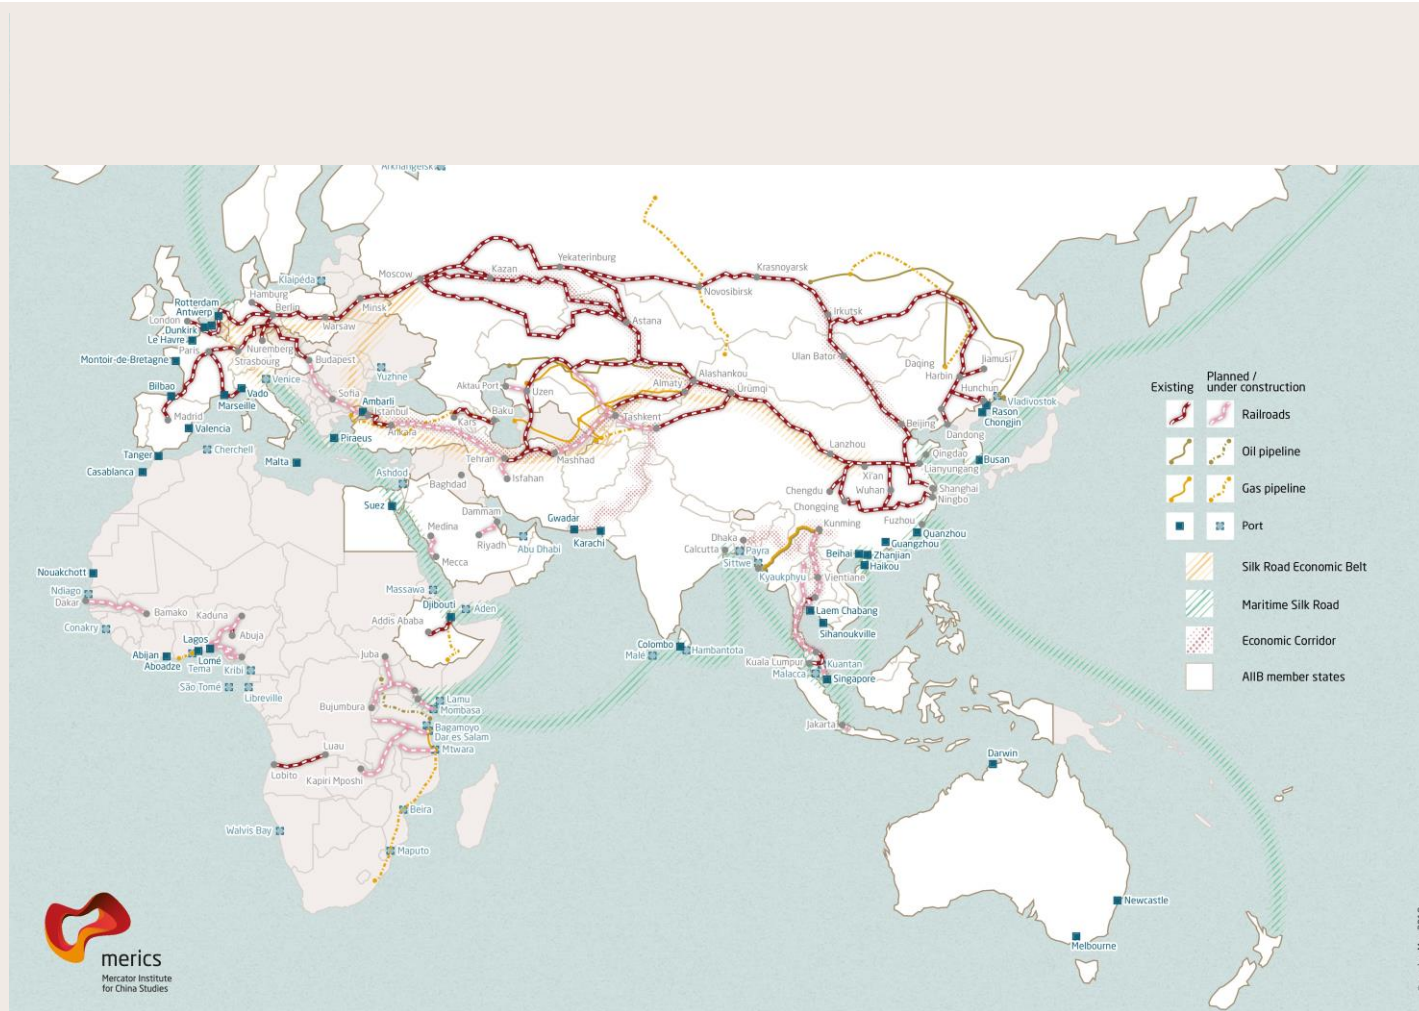 Arkhangelsk
Moscow
Kazan
Yekaterinburg
Krasnoyarsk
Novosibirsk
Irkutsk
Astana
Ulan Bator
Klaipėda
Hamburg
Berlin
Minsk
Warsaw
Rotterdam
Antwerp
London
Dunkirk
Le Havre
Paris
Nuremberg
Strasbourg
Montoir-de-Bretagne
Budapest
Venice
Yuzhne
Bilbao
Vado
Marseille
Madrid
Valencia
Sofia
Ambarli
Istanbul
Ankara
Kars
Baku
Aktau Port
Uzen
Piraeus
Tanger
Casablanca
Cherchell
Malta
Tehran
Mashhad
Isfahan
Tashkent
Almaty
Alashankou
Ürümqi
Daqing
Jiamusi
Harbin
Hunchun
Vladivostok
Rason
Chongjin
Beijing
Dandong
Lanzhou
Qingdao
Lianyungang
Busan
Xi'an
Wuhan
Shanghai
Ningbo
Chengdu
Chongqing
Fuzhou
Quanzhou
Guangzhou
Kunming
Beihai
Zhanjian
Haikou
Ashdod
Baghdad
Suez
Dammam
Medina
Riyadh
Mecca
Abu Dhabi
Gwadar
Karachi
Dhaka
Calcutta
Payra
Sittwe
Kyaukphyu
Vientiane
Laem Chabang
Sihanoukville
Colombo
Hambantota
Malé
Kuala Lumpur
Kuantan
Malacca
Singapore
Jakarta
Nouakchott
Ndiago
Dakar
Bamako
Conakry
Kaduna
Abuja
Lagos
Abijan
Aboadze
Lomé
Tema
Kribi
São Tomé
Libreville
Massawa
Djibouti
Aden
Addis Ababa
Juba
Bujumbura
Lamu
Mombasa
Bagamoyo
Dar es Salam
Mtwara
Luau
Lobito
Kapiri Mposhi
Beira
Walvis Bay
Maputo
Darwin
Newcastle
Melbourne
Existing
Planned /
under construction
Railroads
Oil pipeline
Gas pipeline
Port
Silk Road Economic Belt
Maritime Silk Road
Economic Corridor
AIIB member states
merics
Mercator Institute
for China Studies